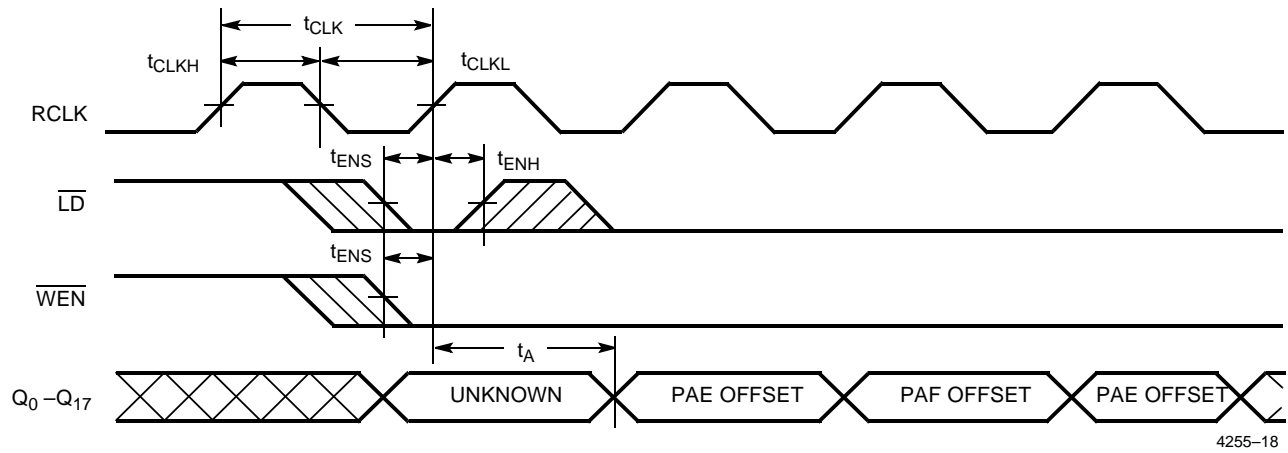 tCLK
tCLKH
tCLKL
RCLK
tENS
tENH
LD
tENS
WEN
tA
Q0 –Q17
UNKNOWN
PAE OFFSET
PAF OFFSET
PAE OFFSET
4255–18